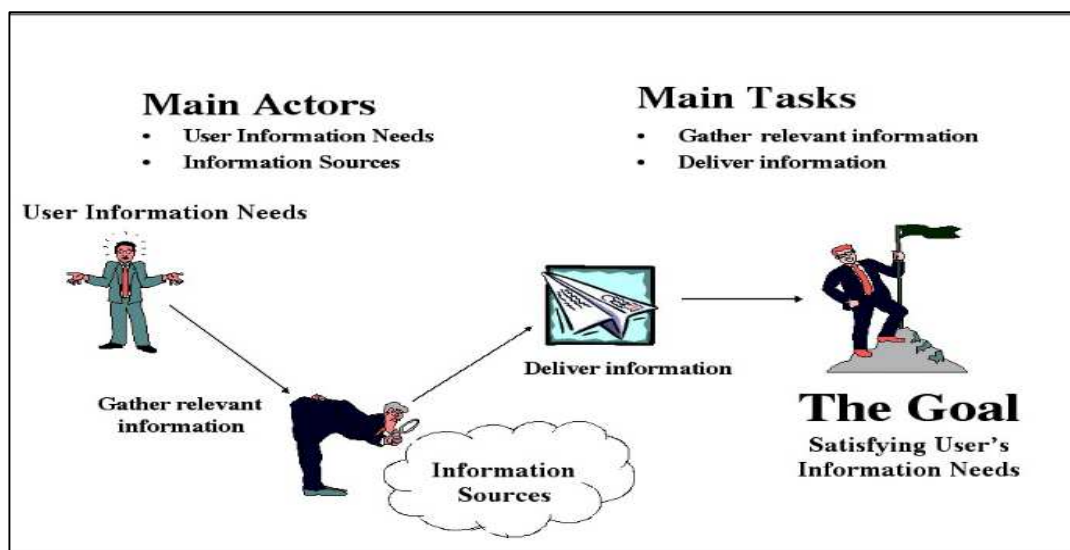 Main Actors
• User Information Needs
• Information Sources
Main Tasks
• Gather relevant information
• Deliver information
User Information Needs
Gather relevant
information
Information
Sources
Deliver information
The Goal
Satisfying User's
Information Needs